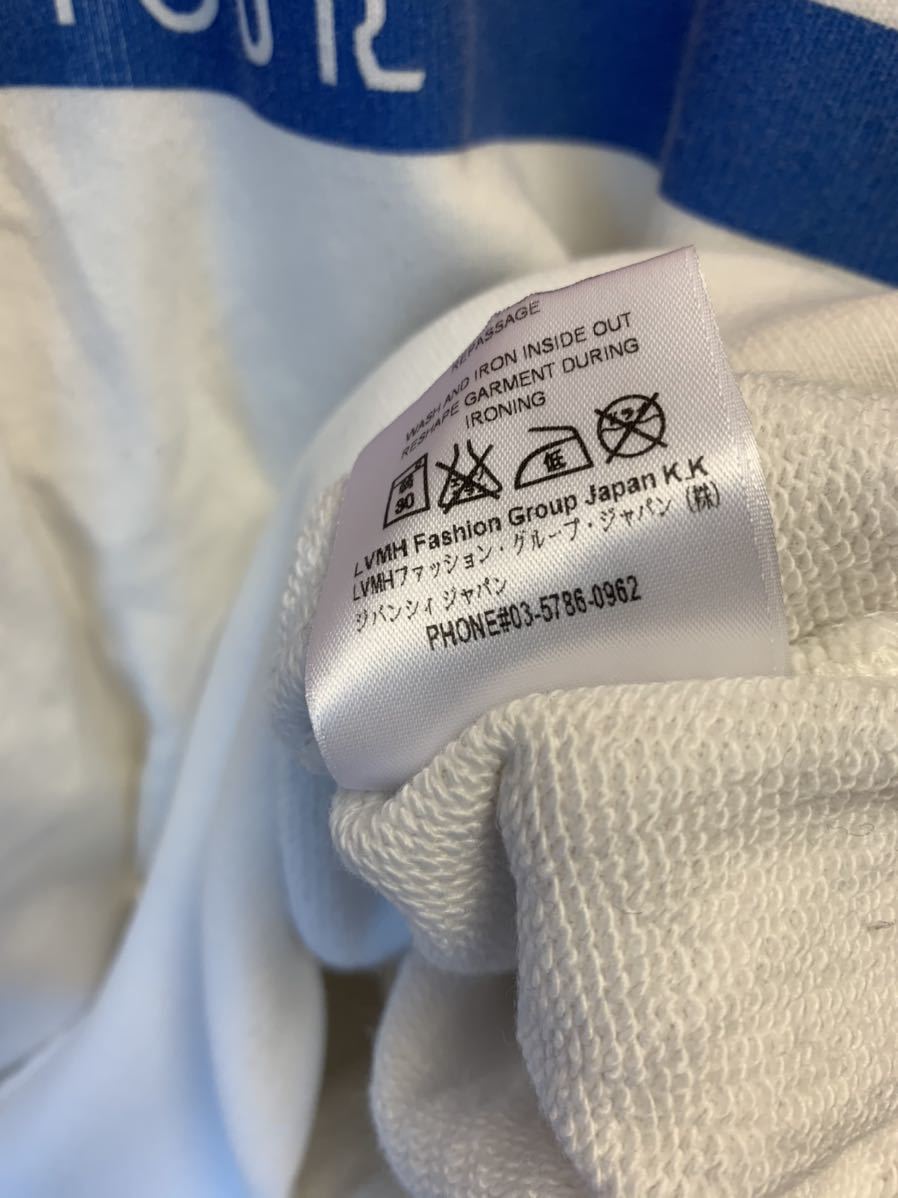 REPASSAGE
WASH AND IRON INSIDE OUT
RESHAPE GARMENT DURING
IRONING
90 低
LVMH Fashion Group Japan K.K
LVMHファッション・グループ・ジャパン (株)
ジバンシィ ジャパン
PHONE#03-5786-0962